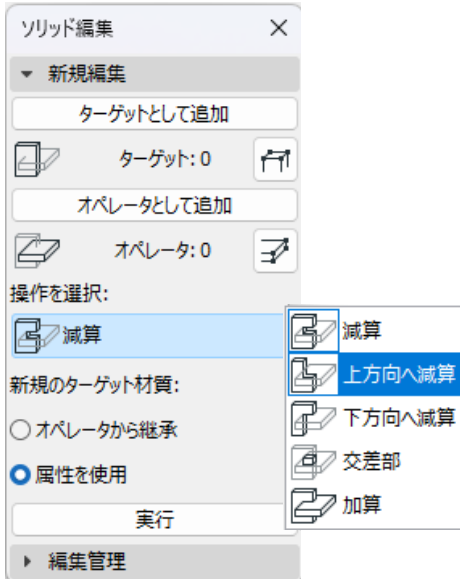 ソリッド編集
新規編集
ターゲットとして追加
ターゲット: 0
オペレータとして追加
オペレータ: 0
操作を選択:
減算
新規のターゲット材質:
オペレータから継承
属性を使用
実行
編集管理
減算
上方向へ減算
下方向へ減算
交差部
加算